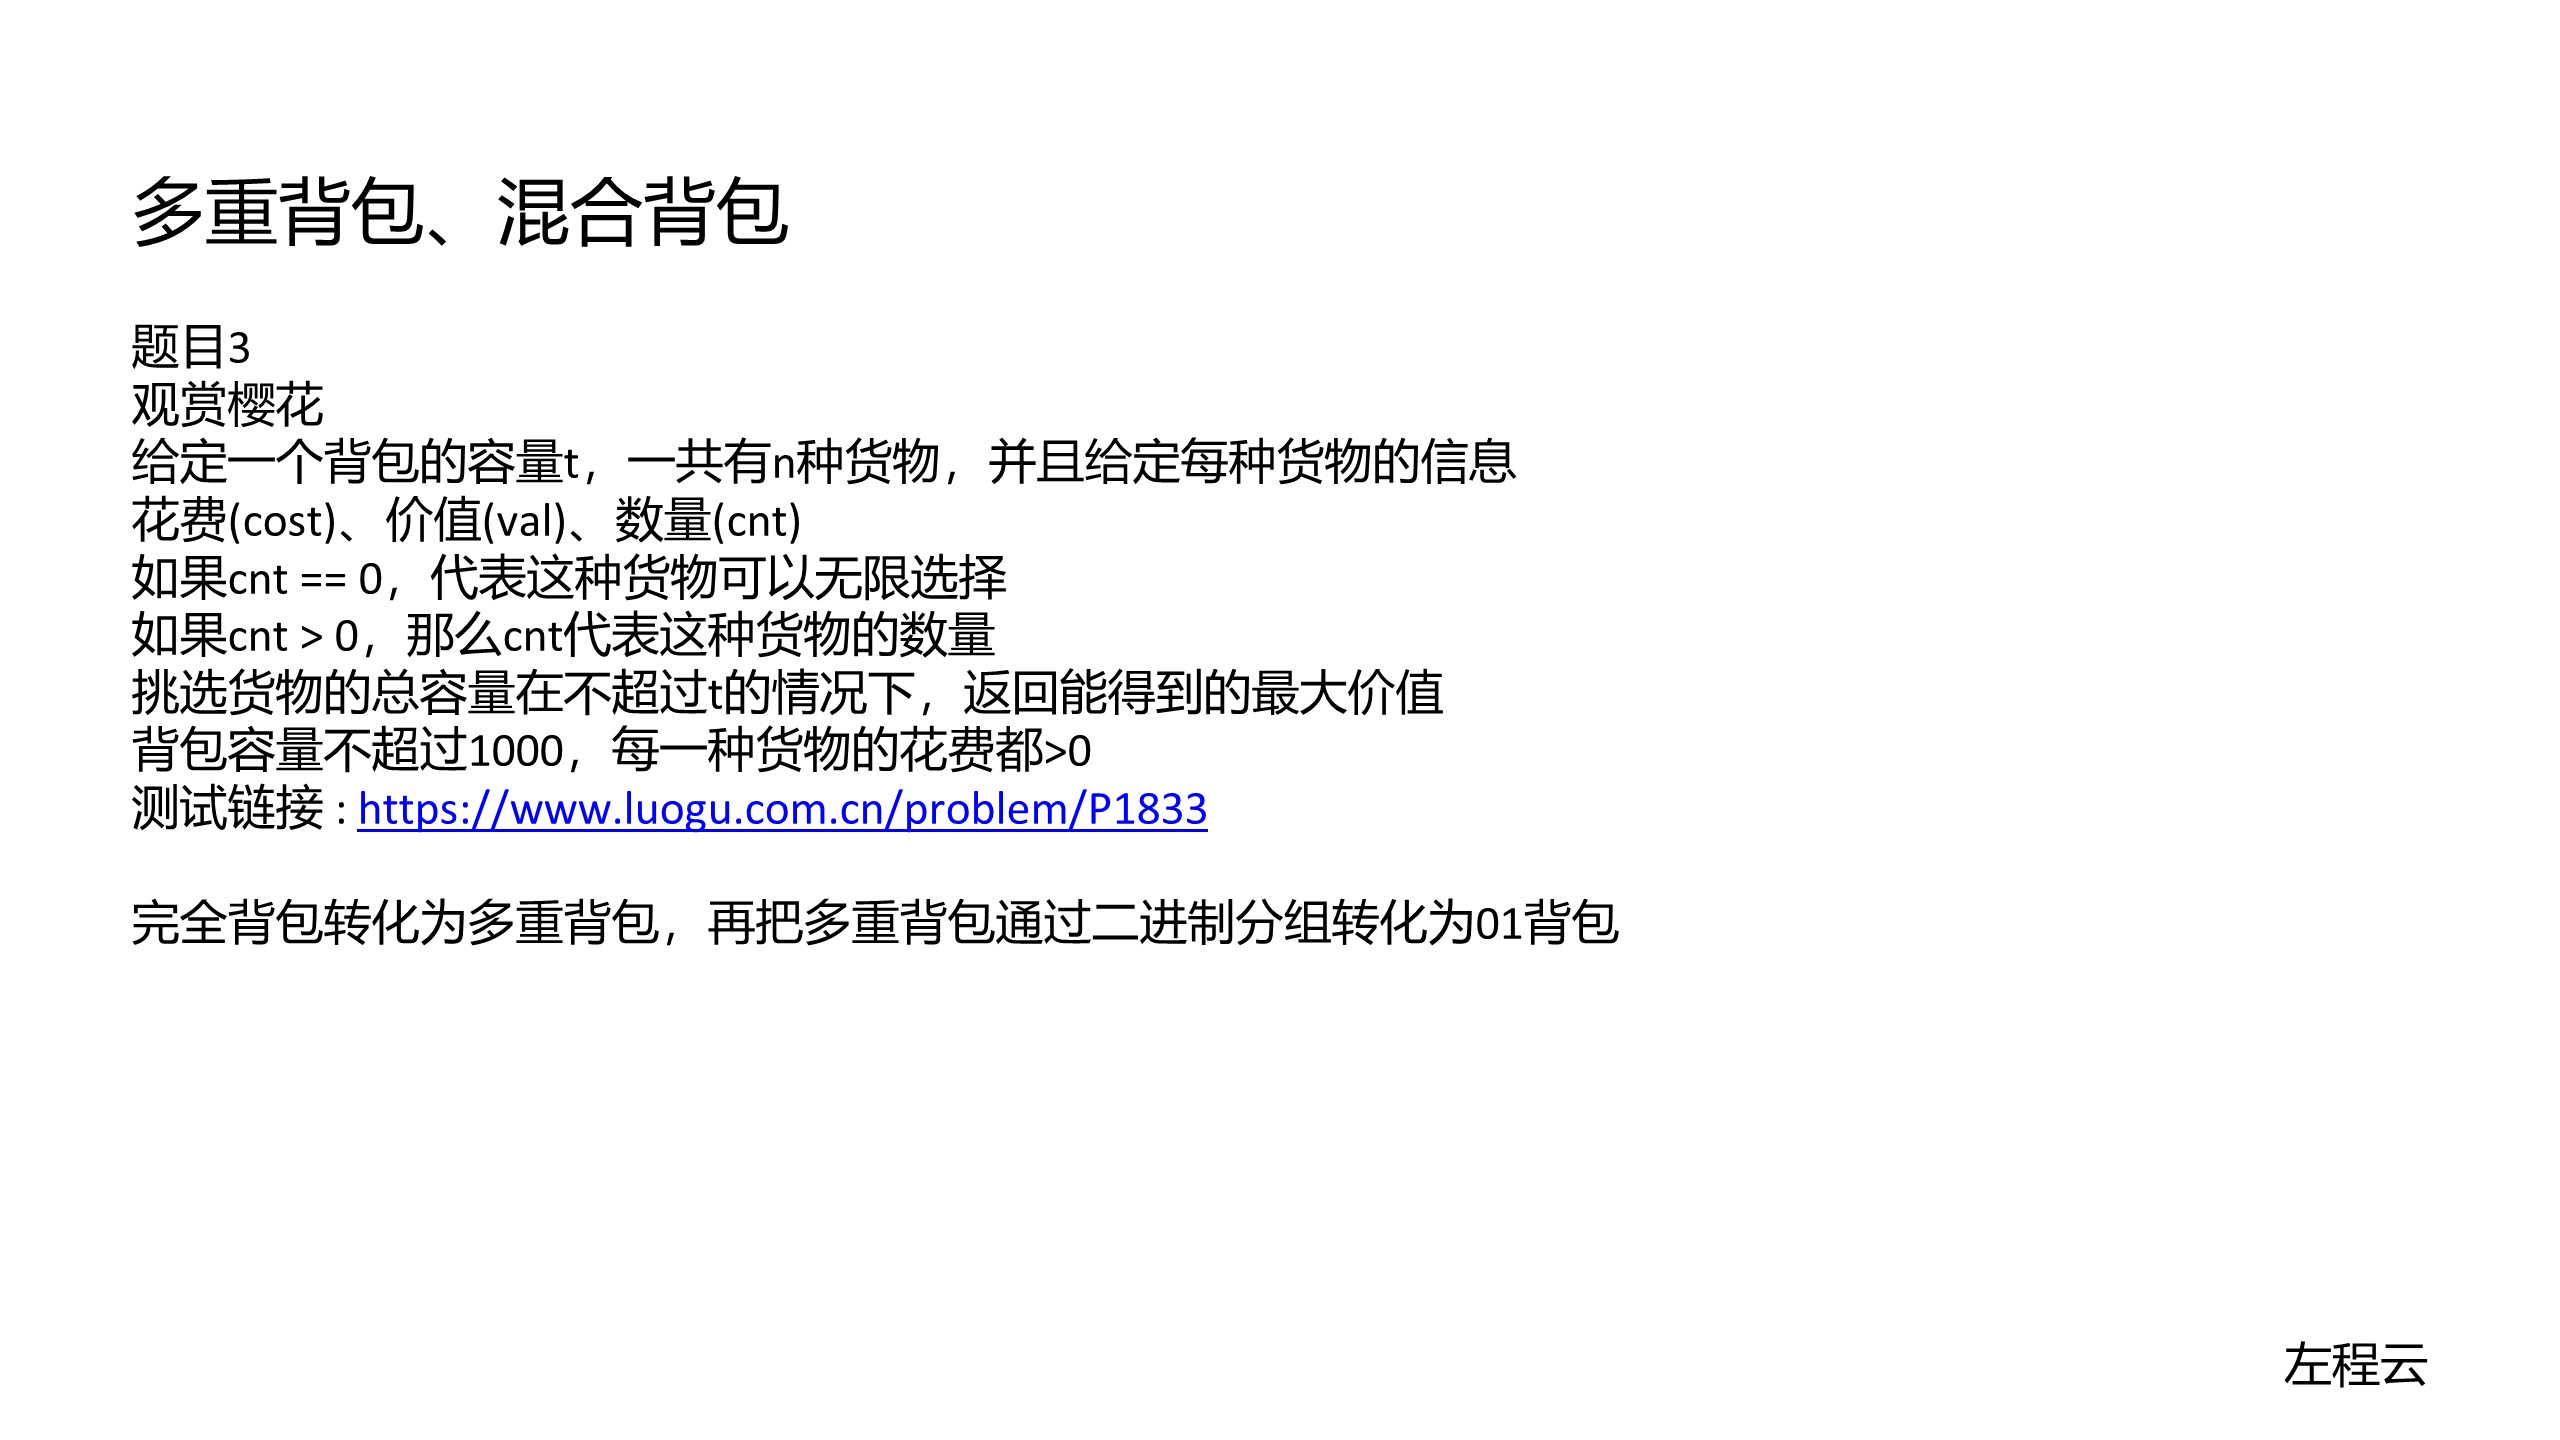 多重背包、混合背包
题目3
观赏樱花
给定一个背包的容量t，一共有n种货物，并且给定每种货物的信息
花费(cost)、价值(val)、数量(cnt)
如果cnt == 0，代表这种货物可以无限选择
如果cnt > 0，那么cnt代表这种货物的数量
挑选货物的总容量在不超过t的情况下，返回能得到的最大价值
背包容量不超过1000，每一种货物的花费都>0
测试链接 : https://www.luogu.com.cn/problem/P1833
完全背包转化为多重背包，再把多重背包通过二进制分组转化为01背包
左程云